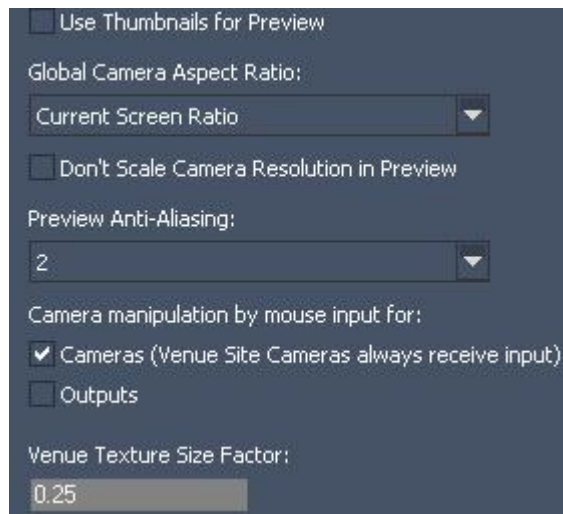 Use Thumbnails for Preview
Global Camera Aspect Ratio:
Current Screen Ratio
Don't Scale Camera Resolution in Preview
Preview Anti-Aliasing:
2
Camera manipulation by mouse input for:
Cameras (Venue Site Cameras always receive input)
Outputs
Venue Texture Size Factor:
0.25